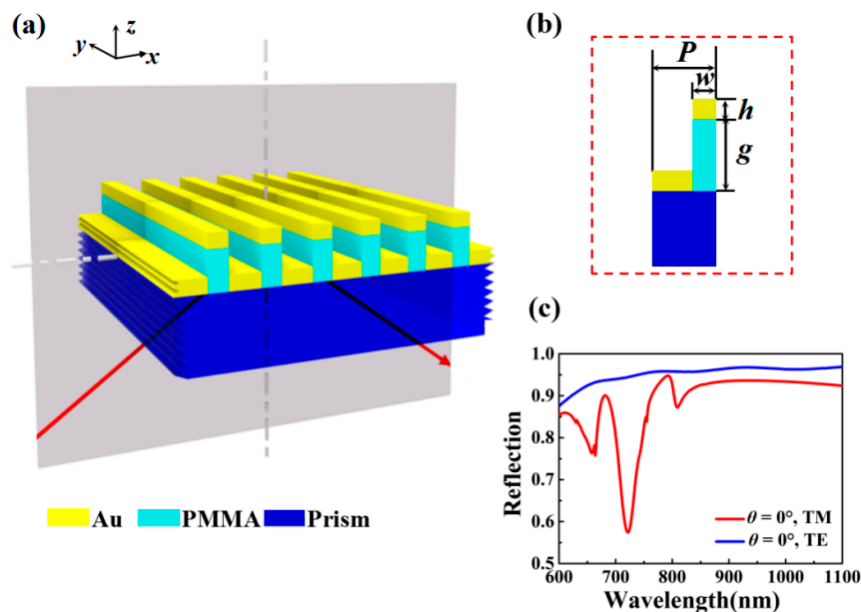 (a)
z
y
x
Au PMMA Prism
(b)
P
w
h
g
(c)
1.0
0.9
0.8
0.7
0.6
0.5
Reflection
θ = 0°, TM
θ = 0°, TE
600 700 800 900 1000 1100
Wavelength(nm)